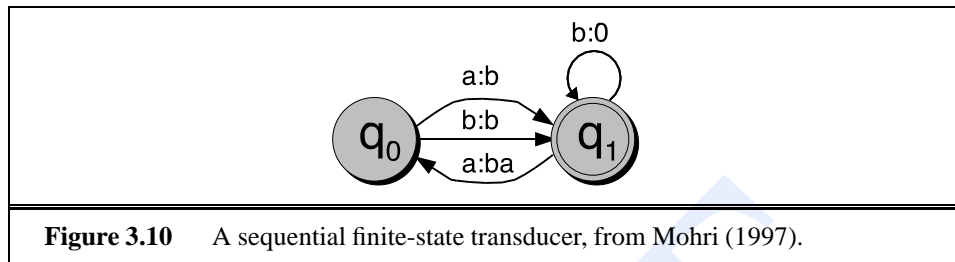 b:0
a:b
b:b
q0 q1
a:ba
Figure 3.10 A sequential finite-state transducer, from Mohri (1997).